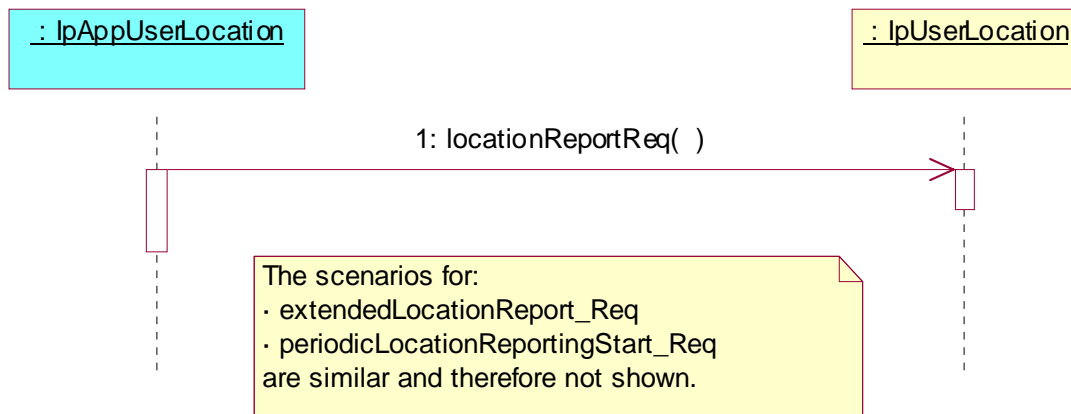 : IpAppUserLocation
: IpUserLocation
1: locationReportReq( )
The scenarios for:
· extendedLocationReport_Req
· periodicLocationReportingStart_Req
are similar and therefore not shown.